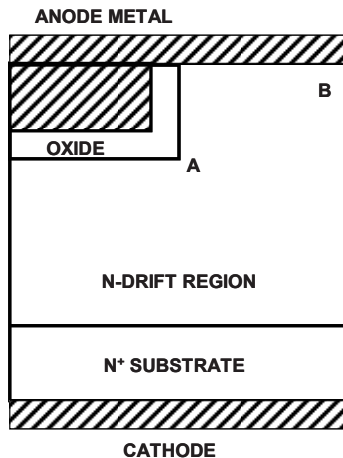 ANODE METAL
B
OXIDE
A
N-DRIFT REGION
N⁺ SUBSTRATE
CATHODE